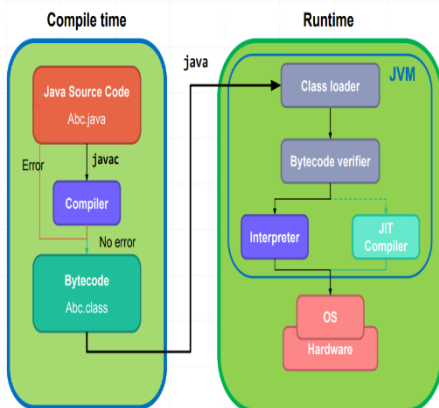 Compile time
Java Source Code
Abc.java
Error
javac
Compiler
No error
Bytecode
Abc.class
java
Runtime
JVM
Class loader
Bytecode verifier
Interpreter
JIT
Compiler
OS
Hardware